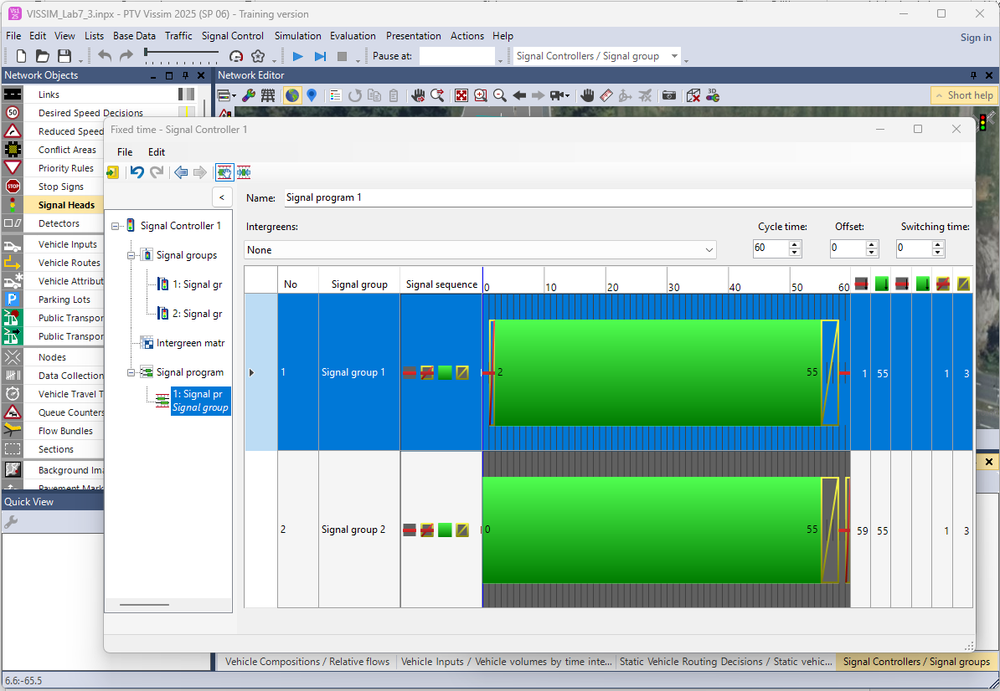 VISSIM_Lab7_3.inpx - PTV Vissim 2025 (SP 06) - Training version
File Edit View Lists Base Data Traffic Signal Control Simulation Evaluation Presentation Actions Help
Sign in
Pause at:
Signal Controllers / Signal group
Network Objects
Network Editor
Short help
Links
Desired Speed Decisions
Reduced Speed
Conflict Areas
Priority Rules
Stop Signs
Signal Heads
Detectors
Vehicle Inputs
Vehicle Routes
Vehicle Attribut
Parking Lots
Public Transpor
Public Transpor
Nodes
Data Collection
Vehicle Travel T
Queue Counters
Flow Bundles
Sections
Background Ima
Pavement Mark
Quick View
Fixed time - Signal Controller 1
File Edit
<
Name: Signal program 1
Intergreens:
None
Cycle time: Offset: Switching time:
60 0 0
Signal Controller 1
Signal groups
1: Signal gr
2: Signal gr
Intergreen matr
Signal program
1: Signal pr
Signal group
No Signal group Signal sequence 0 10 20 30 40 50 60
1 Signal group 1 2 55 1 55 1 3
2 Signal group 2 0 55 59 55 1 3
Vehicle Compositions / Relative flows Vehicle Inputs / Vehicle volumes by time inte... Static Vehicle Routing Decisions / Static vehic... Signal Controllers / Signal groups
6.6:-65.5